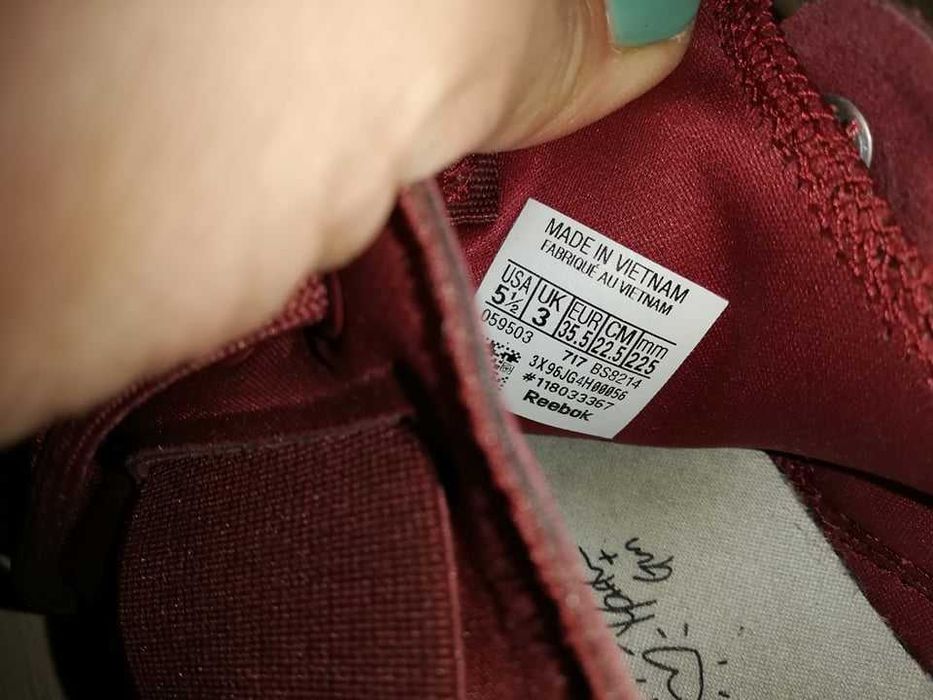 MADE IN VIETNAM
FABRIQUÉ AU VIETNAM
USA UK EUR CM mm
5½ 3 35.5 22.5 225
059503 717 BS8214
3X96JG4H00056
#118033367
Reebok